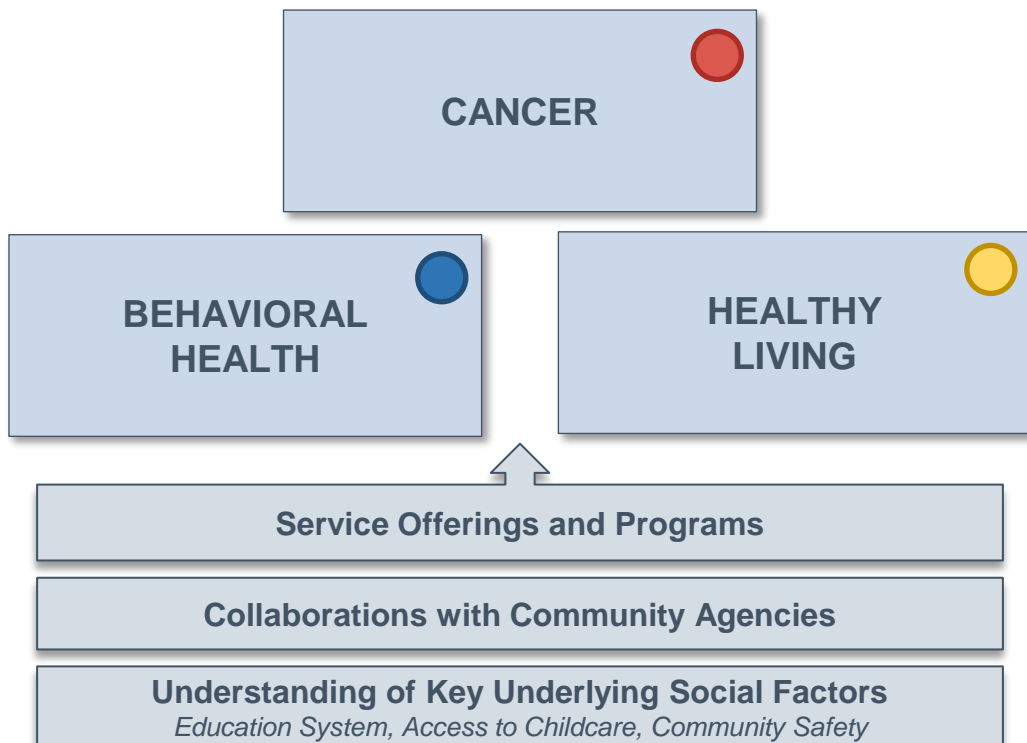 CANCER
BEHAVIORAL
HEALTH
HEALTHY
LIVING
Service Offerings and Programs
Collaborations with Community Agencies
Understanding of Key Underlying Social Factors
Education System, Access to Childcare, Community Safety